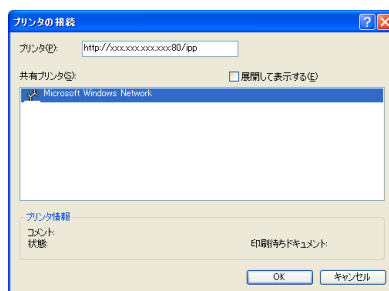 プリンタの接続
プリンタ(P):
http://xxx.xxx.xxx.xxx:80/ipp
共有プリンタ(S):
展開して表示する(E)
Microsoft Windows Network
プリンタ情報
コメント:
状態:
印刷待ちドキュメント:
OK
キャンセル